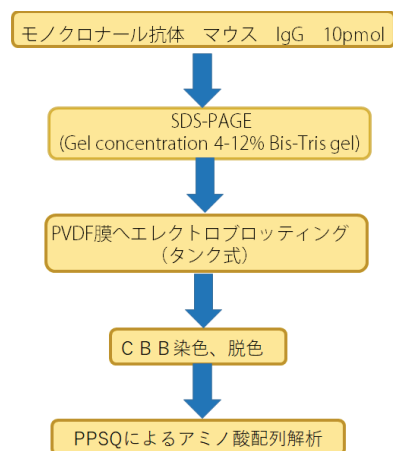 モノクロナール抗体　マウス　IgG　10pmol
SDS-PAGE
(Gel concentration 4-12% Bis-Tris gel)
PVDF膜へエレクトロブロッティング
（タンク式）
ＣＢＢ染色、脱色
PPSQによるアミノ酸配列解析